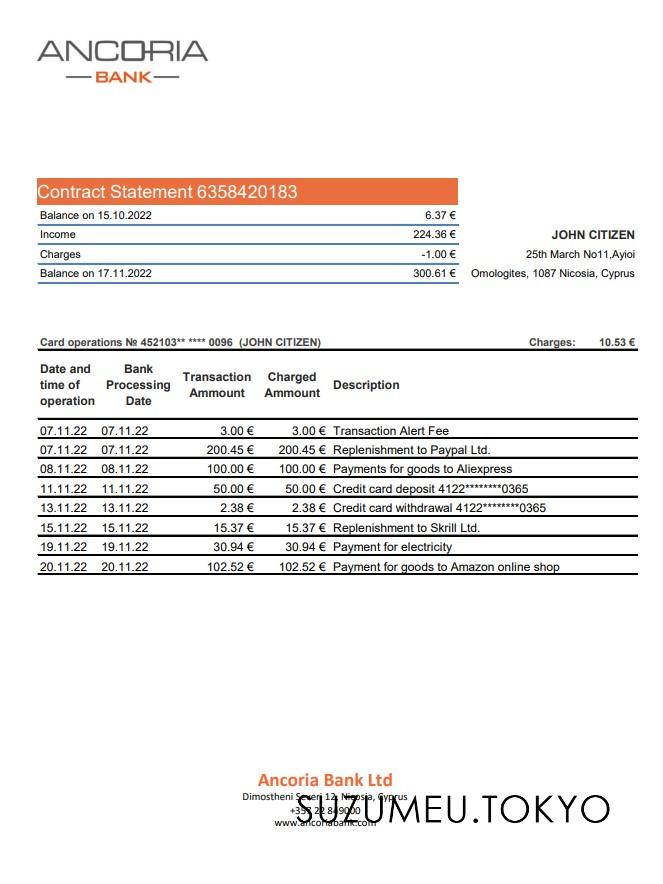 ANCORIA
BANK
Contract Statement 6358420183
Balance on 15.10.2022 6.37 €
Income 224.36 €
Charges -1.00 €
Balance on 17.11.2022 300.61 €
JOHN CITIZEN
25th March No11,Ayioi
Omologites, 1087 Nicosia, Cyprus
Card operations № 452103** **** 0096 (JOHN CITIZEN) Charges: 10.53 €
Date and time of operation Bank Processing Date Transaction Ammount Charged Ammount Description
07.11.22 07.11.22 3.00 € 3.00 € Transaction Alert Fee
07.11.22 07.11.22 200.45 € 200.45 € Replenishment to Paypal Ltd.
08.11.22 08.11.22 100.00 € 100.00 € Payments for goods to Aliexpress
11.11.22 11.11.22 50.00 € 50.00 € Credit card deposit 4122********0365
13.11.22 13.11.22 2.38 € 2.38 € Credit card withdrawal 4122********0365
15.11.22 15.11.22 15.37 € 15.37 € Replenishment to Skrill Ltd.
19.11.22 19.11.22 30.94 € 30.94 € Payment for electricity
20.11.22 20.11.22 102.52 € 102.52 € Payment for goods to Amazon online shop
Ancoria Bank Ltd
Dimostheni Severi 12, Nicosia, Cyprus
+357 22 849000
www.ancoriabank.com
SUZUMEU.TOKYO